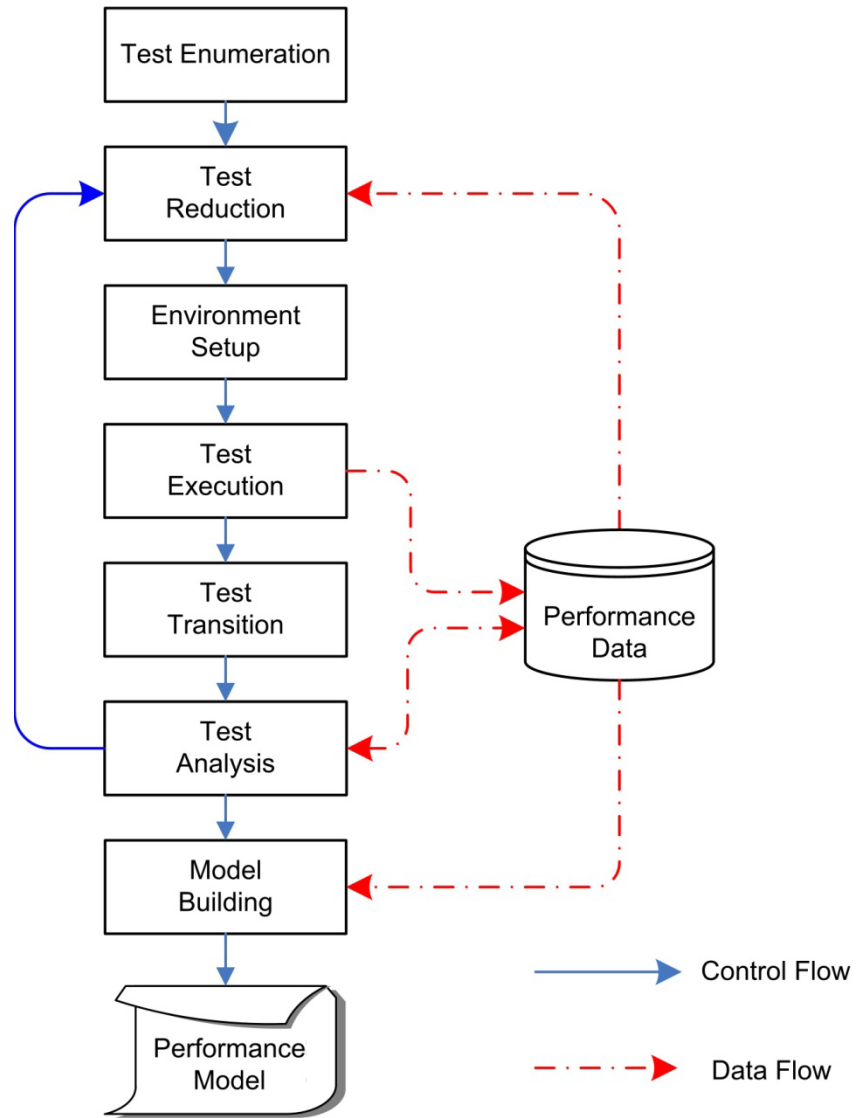 Test Enumeration
Test
Reduction
Environment
Setup
Test
Execution
Test
Transition
Performance
Data
Test
Analysis
Model
Building
Control Flow
Performance
Model
Data Flow